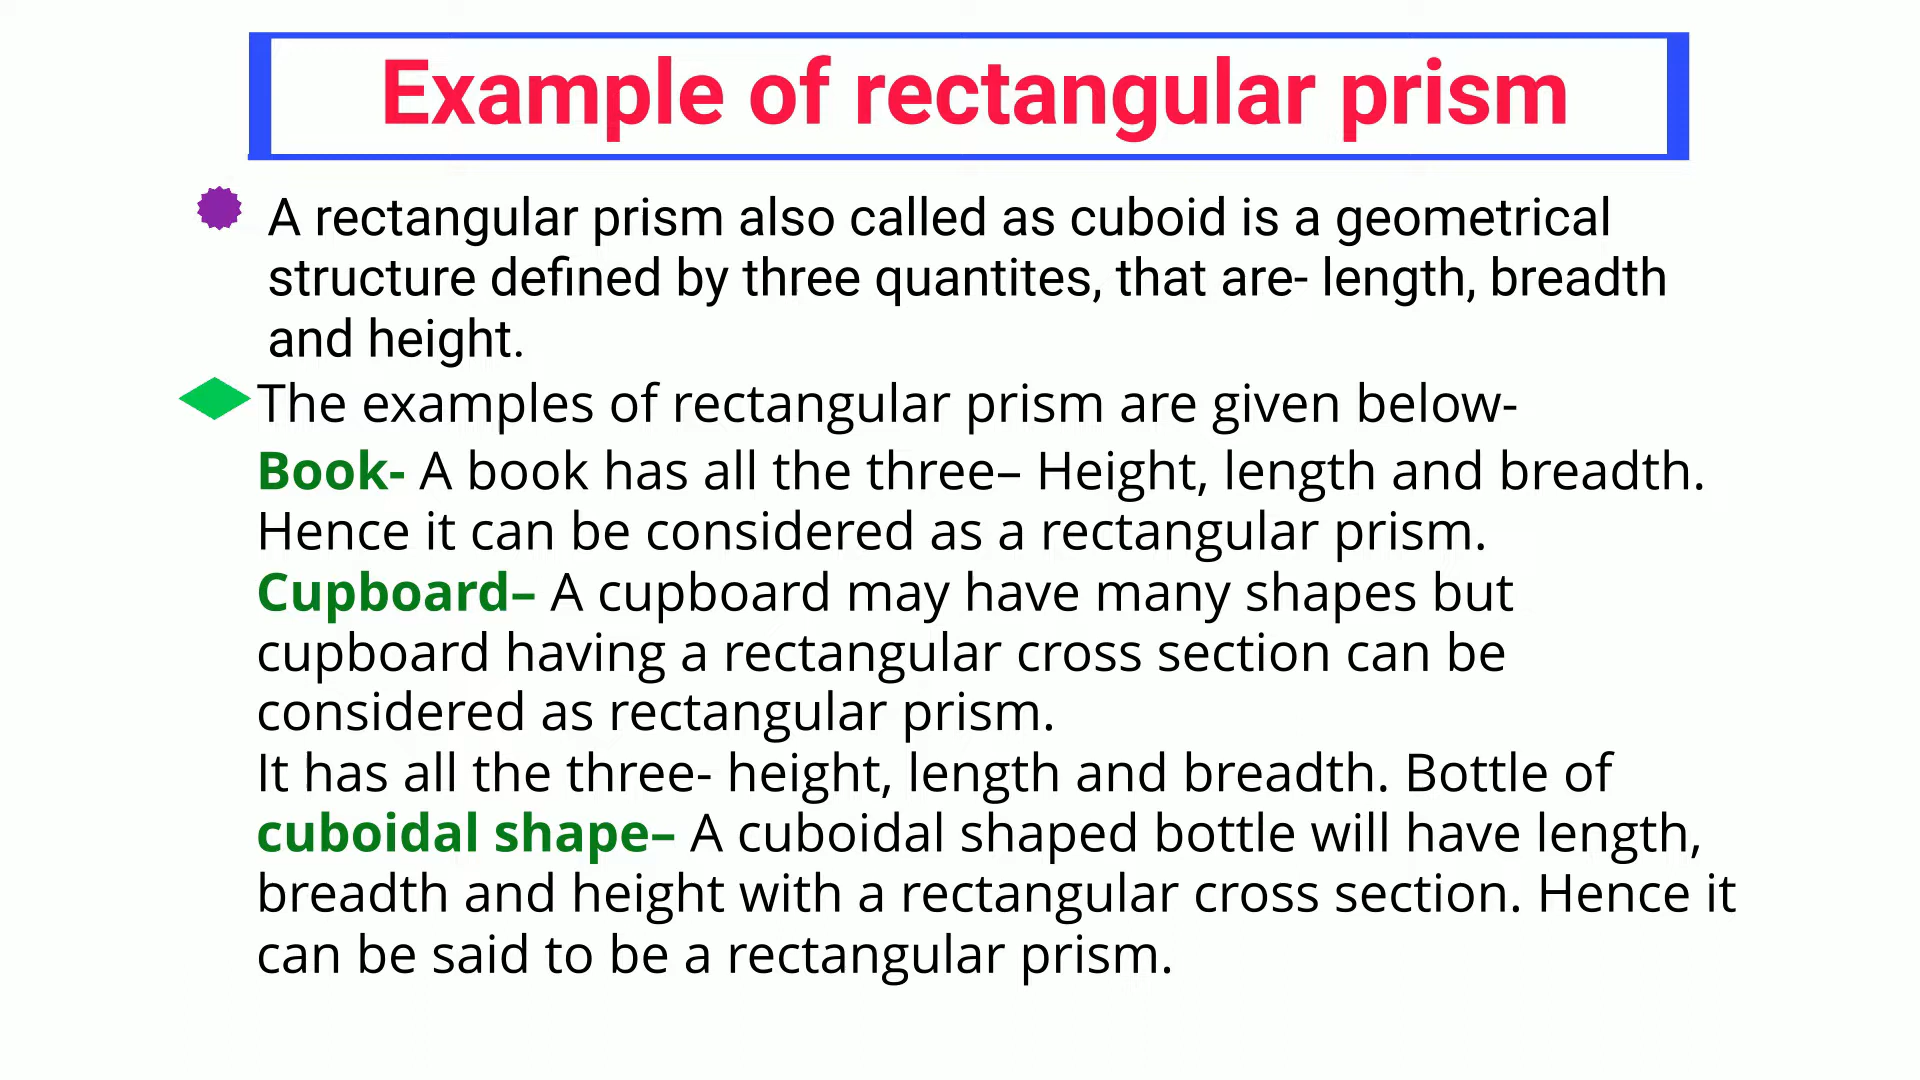 Example of rectangular prism
A rectangular prism also called as cuboid is a geometrical
structure defined by three quantites, that are- length, breadth
and height.
The examples of rectangular prism are given below-
Book- A book has all the three– Height, length and breadth.
Hence it can be considered as a rectangular prism.
Cupboard– A cupboard may have many shapes but
cupboard having a rectangular cross section can be
considered as rectangular prism.
It has all the three- height, length and breadth. Bottle of
cuboidal shape– A cuboidal shaped bottle will have length,
breadth and height with a rectangular cross section. Hence it
can be said to be a rectangular prism.